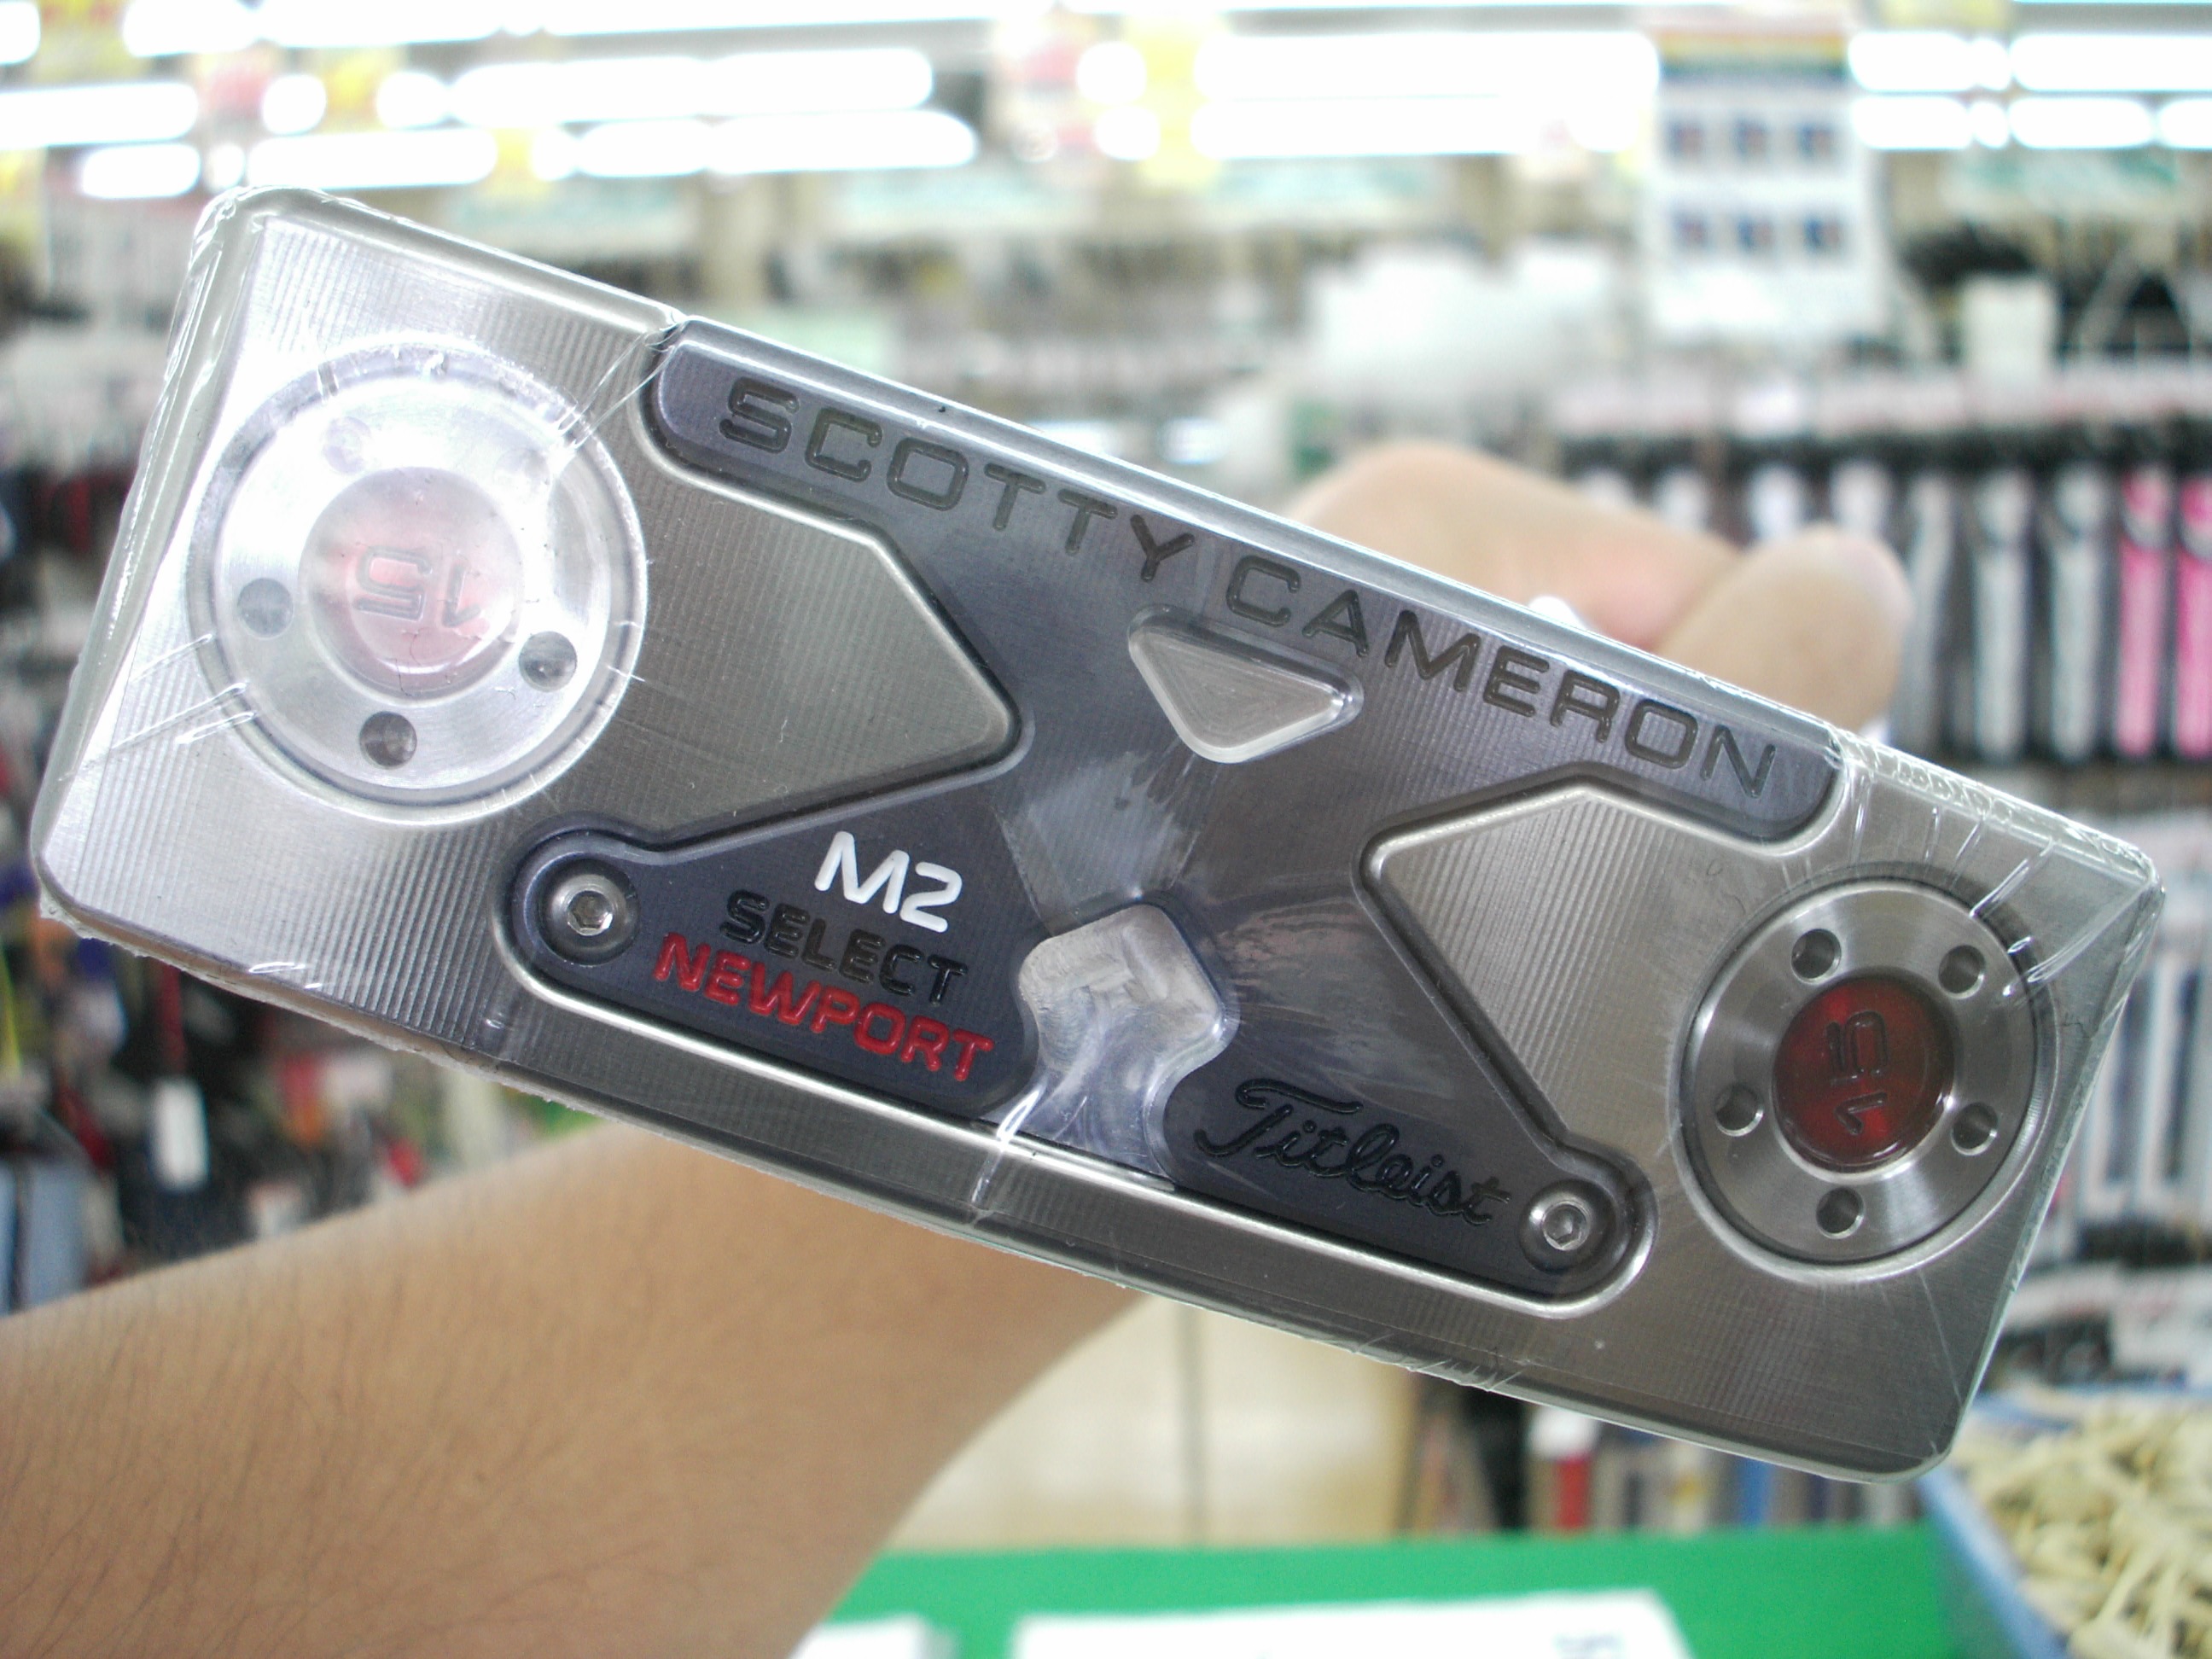 SCOTTY CAMERON
15
M2
SELECT
NEWPORT
Titleist
15